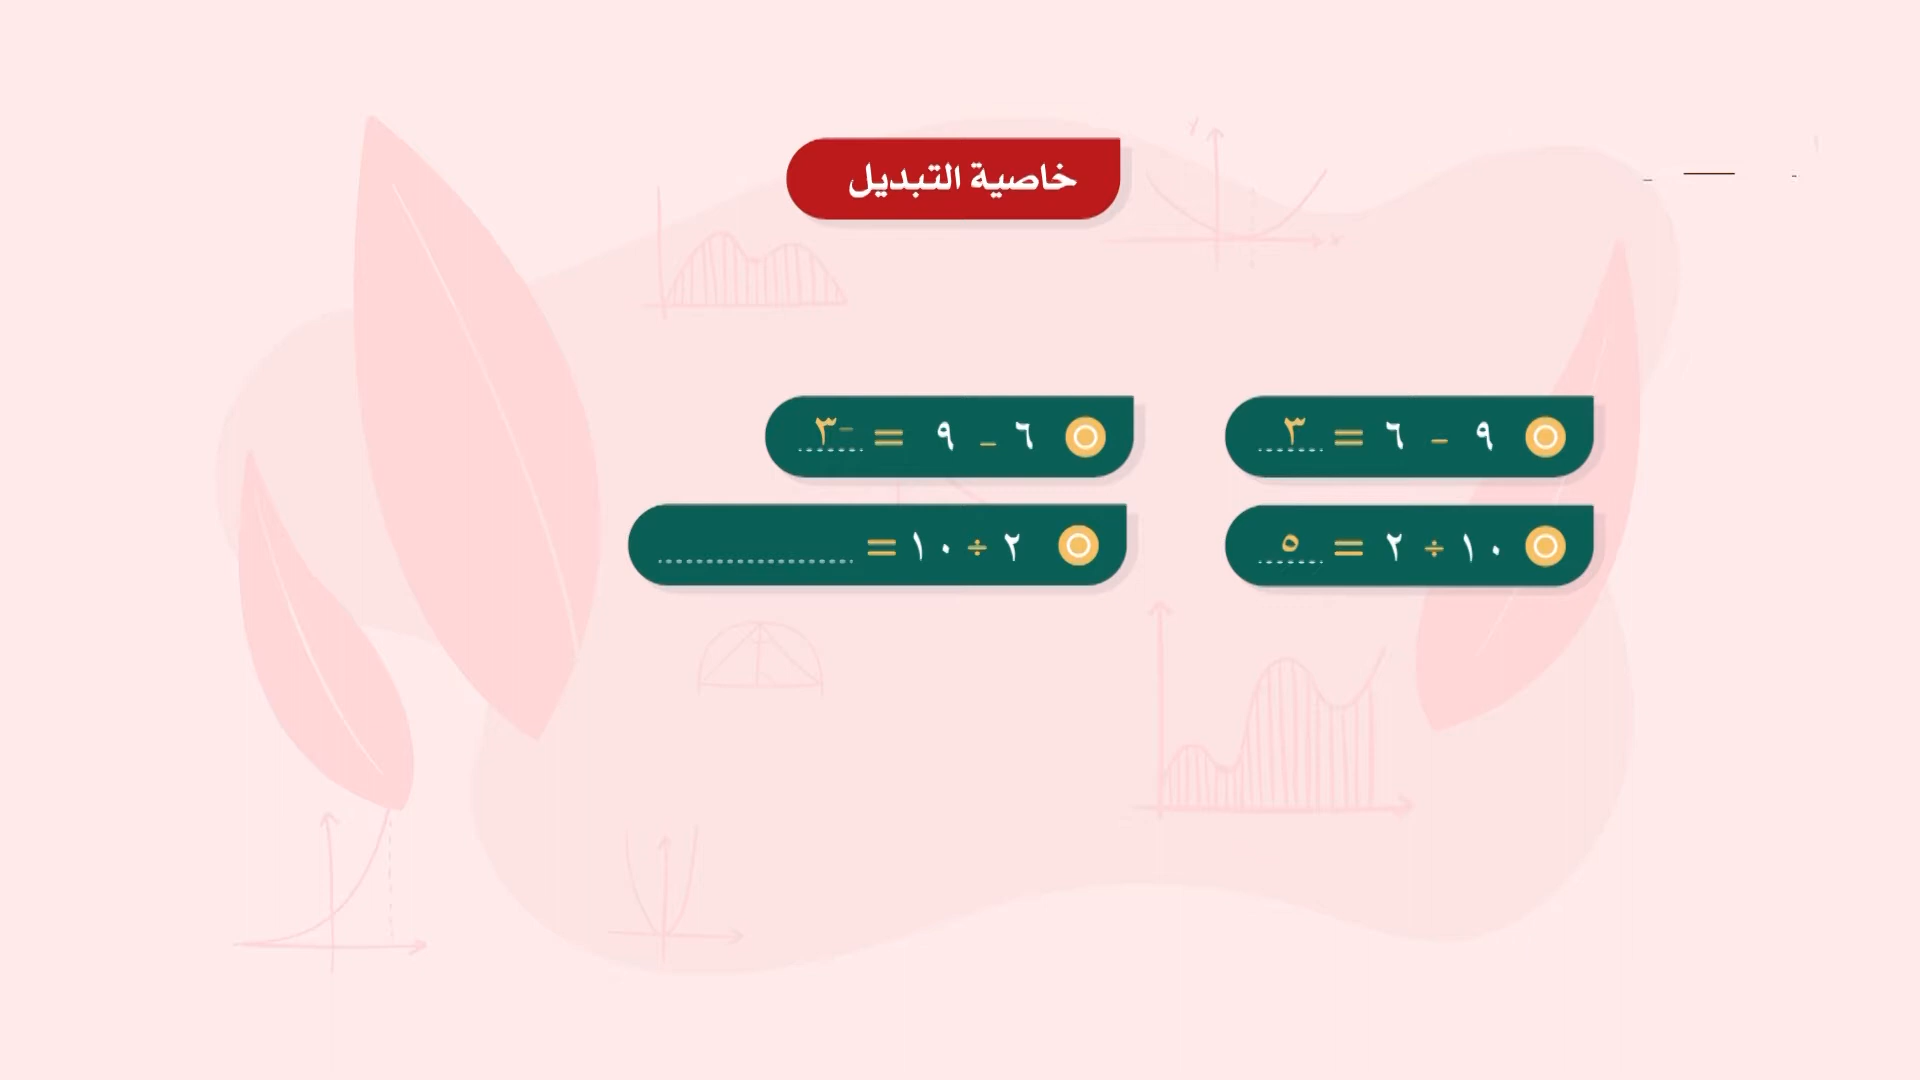 خاصية التبديل
٩ - ٦ = ٣
٦ - ٩ = -٣
١٠ ÷ ٢ = ٥
٢ ÷ ١٠ = ..................